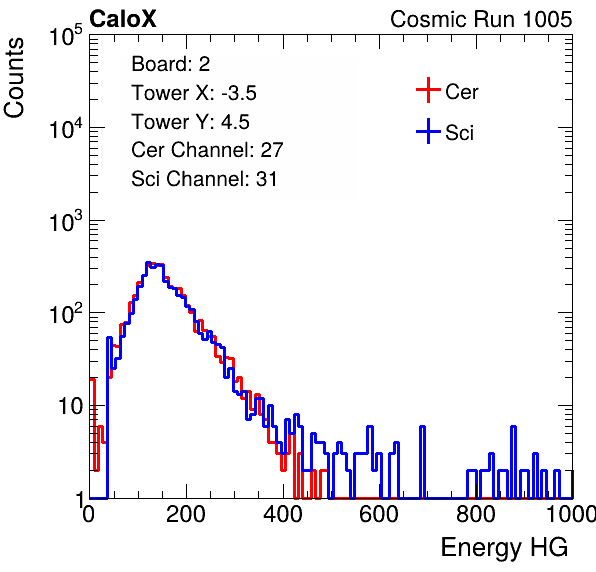 CaloX Cosmic Run 1005
Counts
Board: 2
Tower X: -3.5
Tower Y: 4.5
Cer Channel: 27
Sci Channel: 31
Cer
Sci
10^5
10^4
10^3
10^2
10
1
0 200 400 600 800 1000
Energy HG